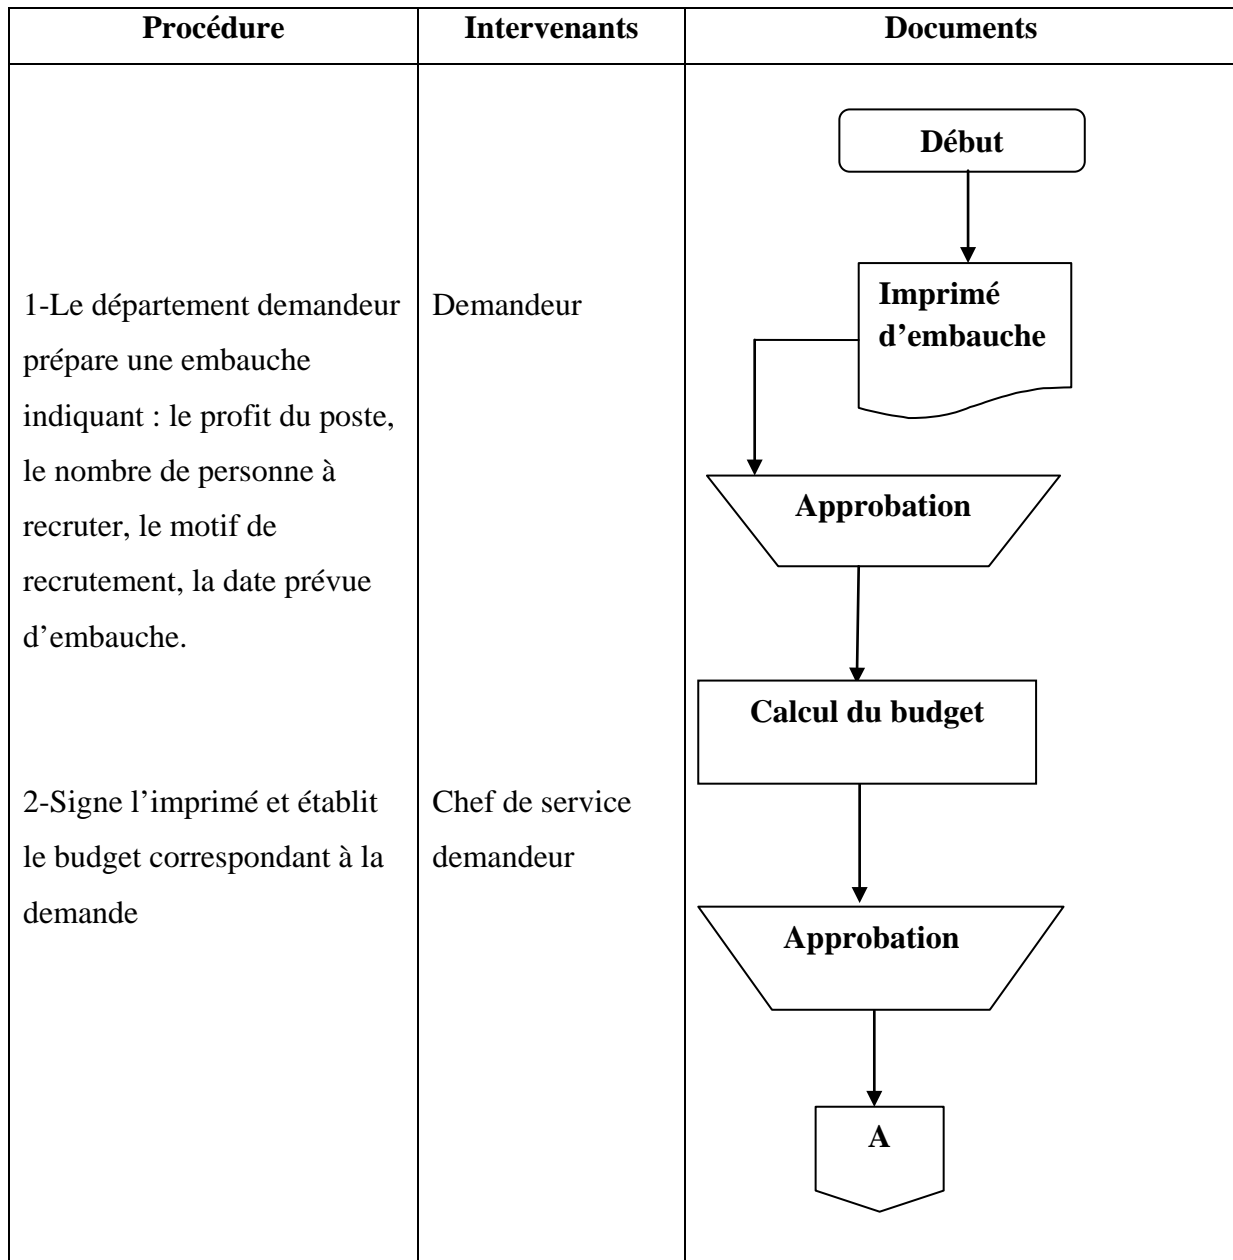 Procédure
Intervenants
Documents
1-Le département demandeur
prépare une embauche
indiquant : le profit du poste,
le nombre de personne à
recruter, le motif de
recrutement, la date prévue
d’embauche.
2-Signe l’imprimé et établit
le budget correspondant à la
demande
Demandeur
Chef de service
demandeur
Début
Imprimé
d’embauche
Approbation
Calcul du budget
Approbation
A